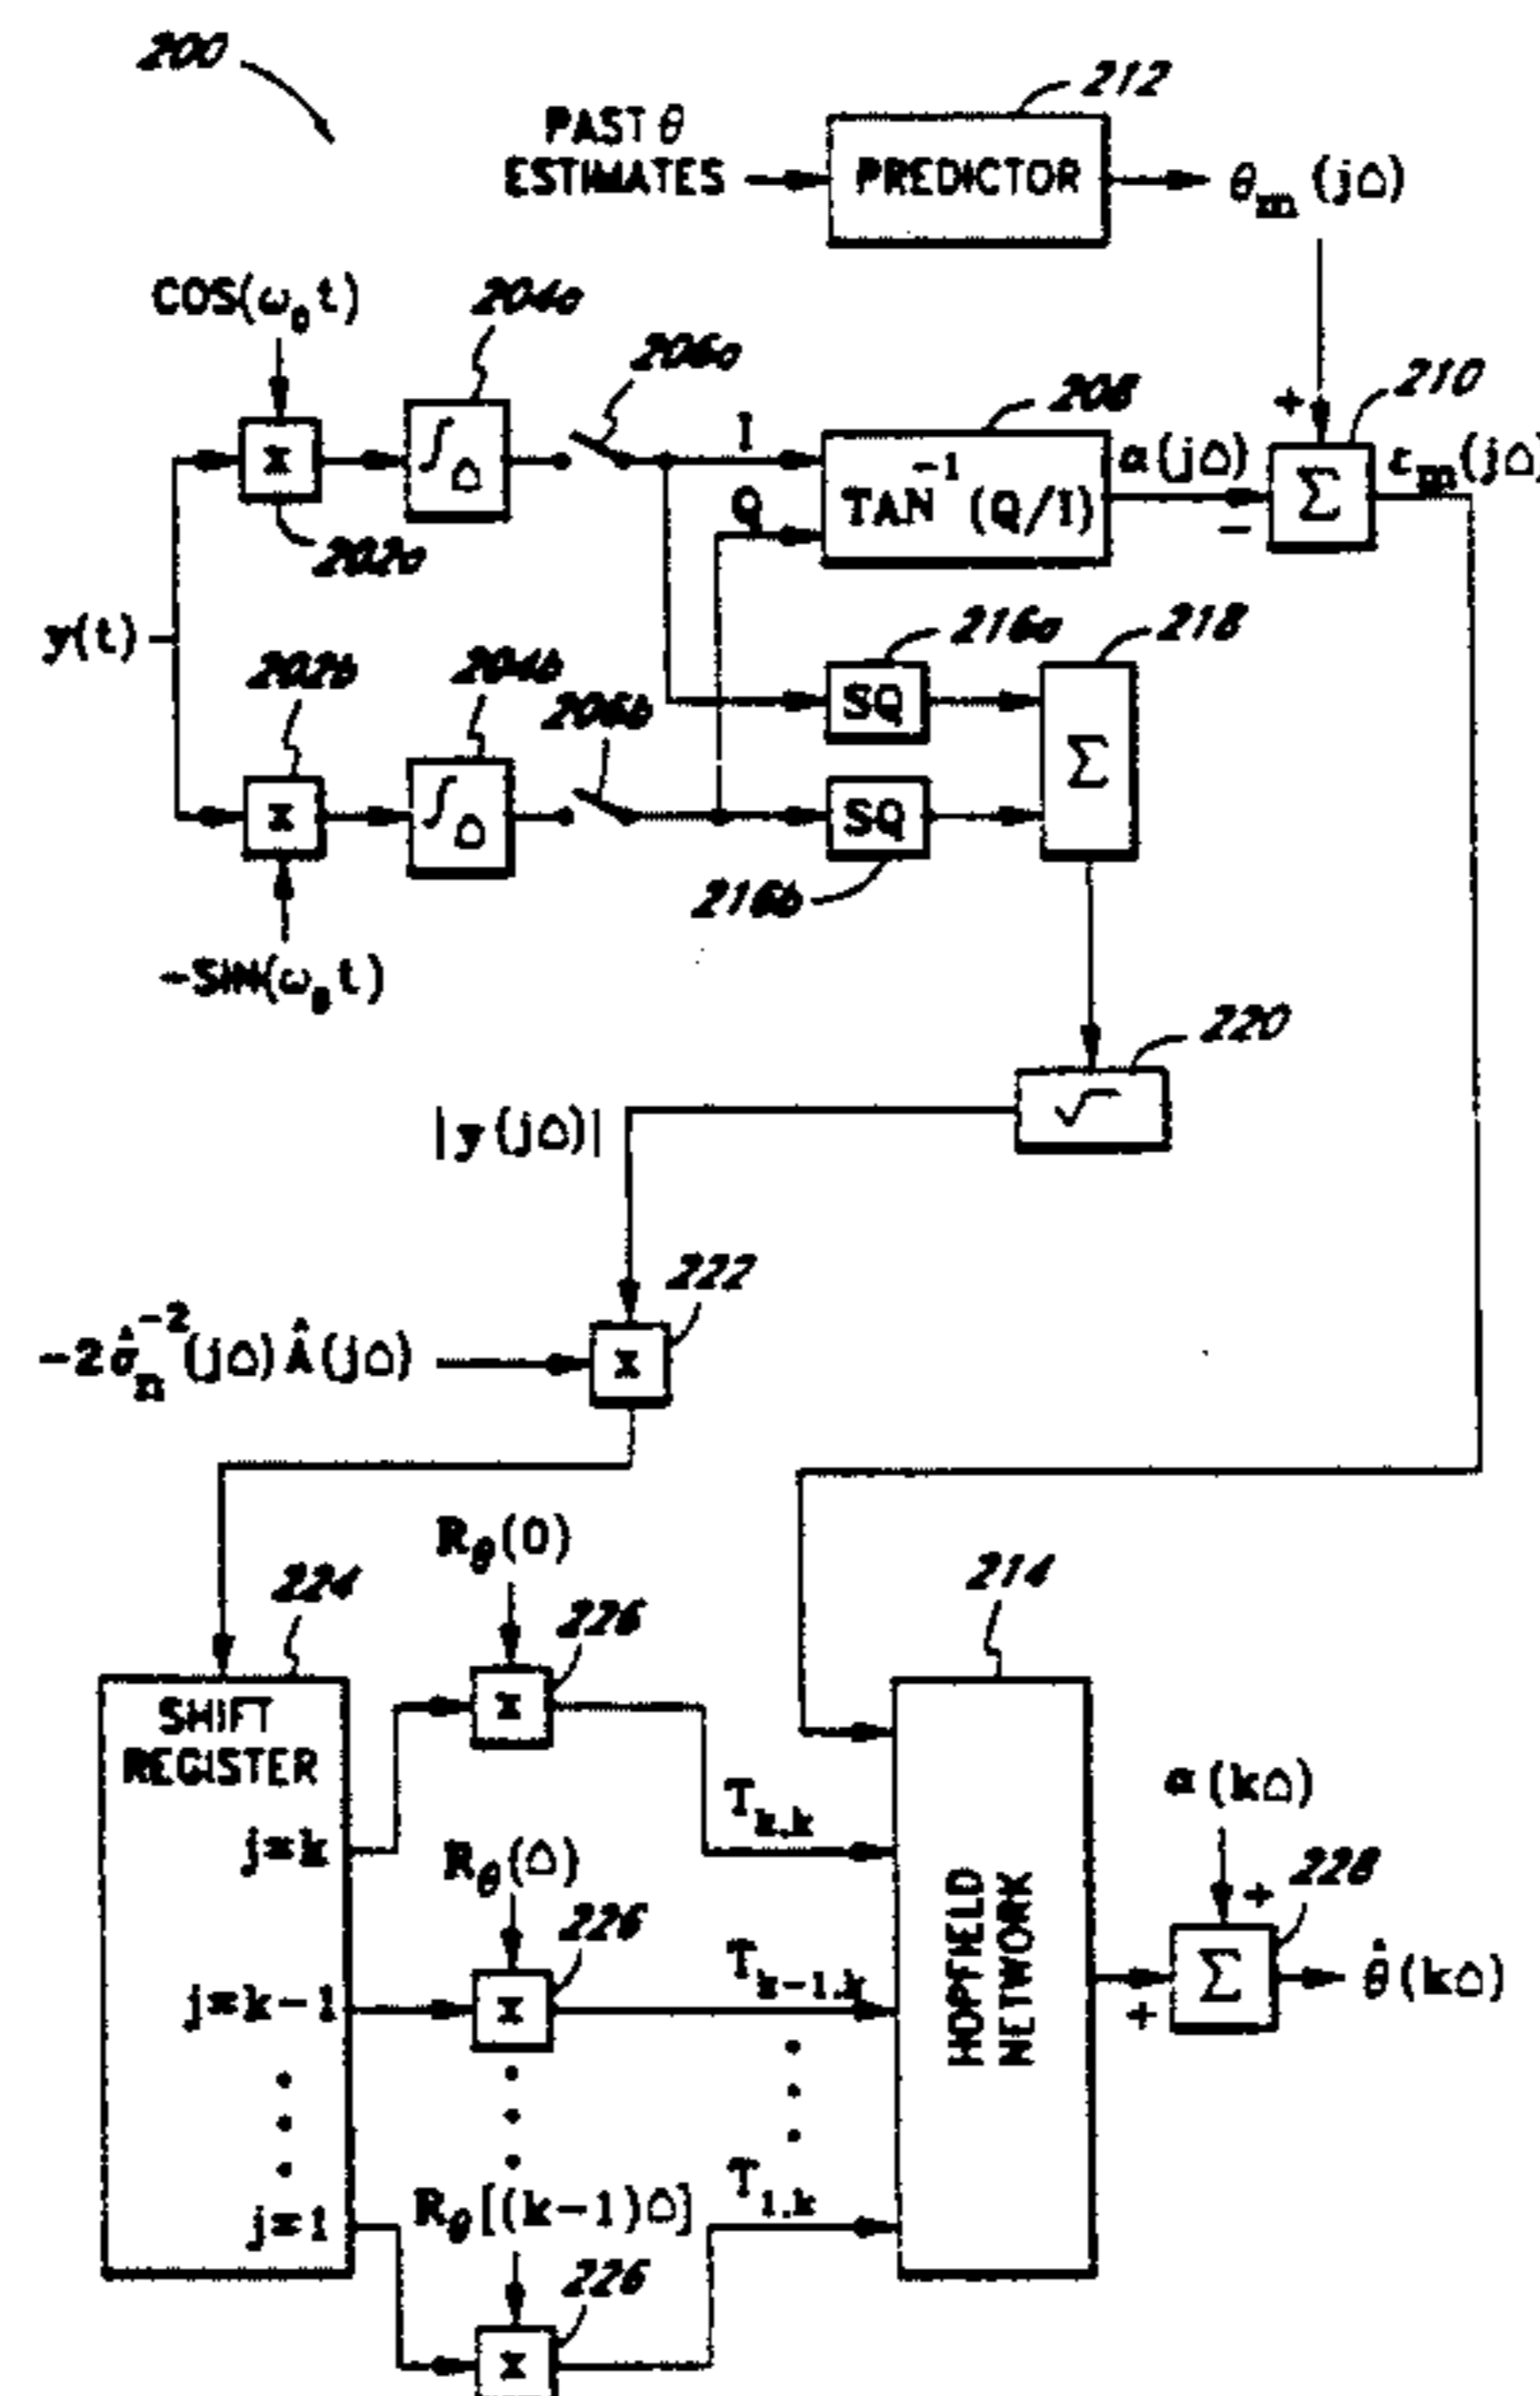 200
212
PAST θ
ESTIMATES
PREDICTOR
θm(jΔ)
COS(ω0t)
204a
206a
208
210
+
I
Q
TAN-1(Q/I)
α(jΔ)
-
Σ
εm(jΔ)
x
∫Δ
202a
y(t)
202b
204b
206b
216a
218
SQ
Σ
x
∫Δ
SQ
216b
-SIN(ω0t)
220
√
|y(jΔ)|
222
-2σ̂n-2(jΔ)Â(jΔ)
x
Rθ(0)
224
226
214
SHIFT
REGISTER
x
j=k
Tk,k
α(kΔ)
Rθ(Δ)
226
228
+
j=k-1
x
Tk-1,k
HOPFIELD
NETWORK
+
Σ
θ̂(kΔ)
j=1
Rθ[(k-1)Δ]
T1,k
226
x